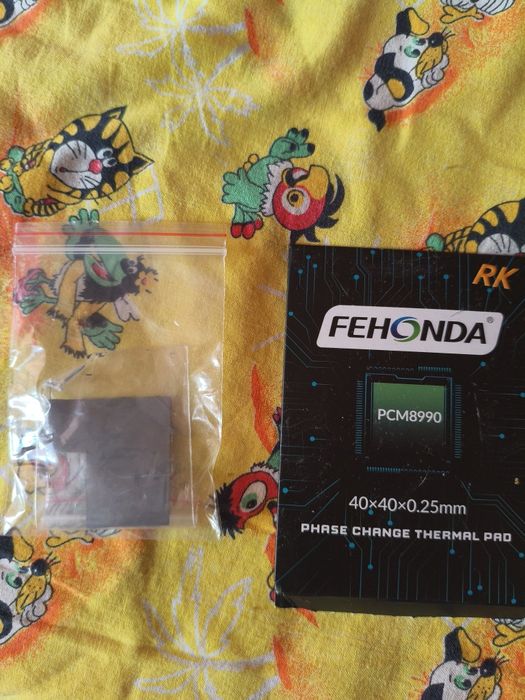 RK
FEHONDA®
PCM8990
40×40×0.25mm
PHASE CHANGE THERMAL PAD